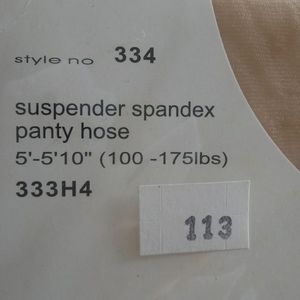 style no 334
suspender spandex
panty hose
5'-5'10" (100 -175lbs)
333H4
113